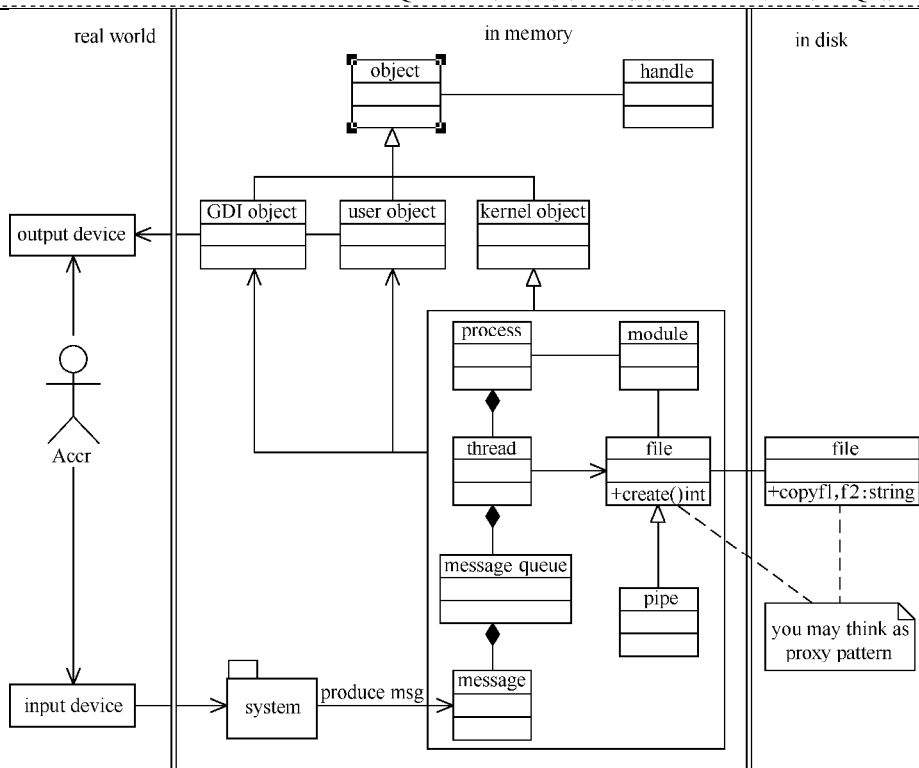 real world
in memory
in disk
object
handle
GDI object
user object
kernel object
output device
process
module
Accr
thread
file
+create()int
file
+copyf1,f2:string
message queue
pipe
you may think as
proxy pattern
input device
system
produce msg
message